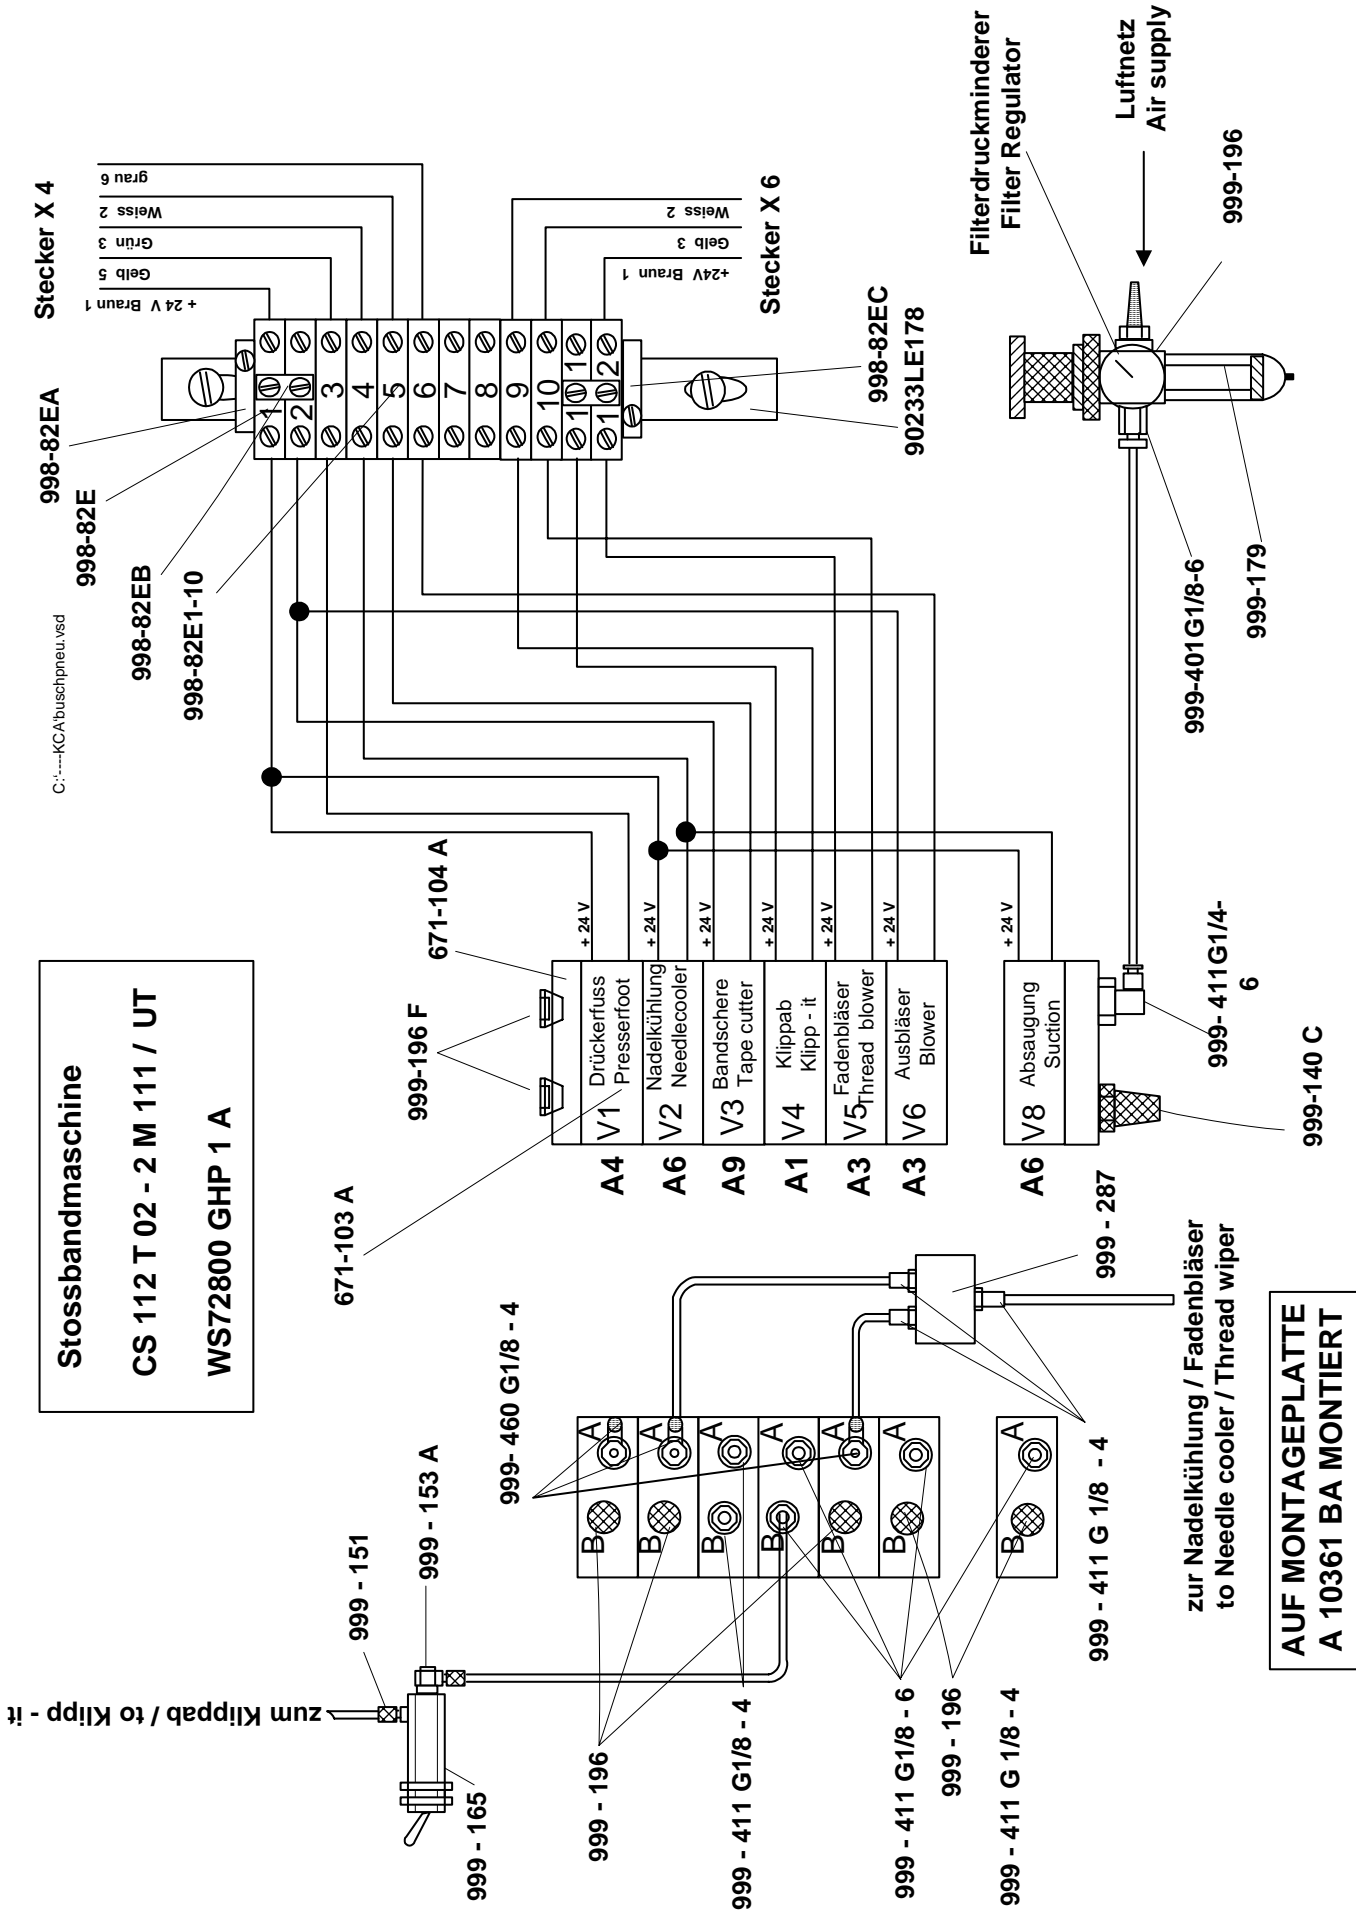 Stossbandmaschine
CS 112 T 02 - 2 M 111 / UT
WS72800 GHP 1 A
C:'----KCA'buschpneu.vsd
Stecker X 4
+ 24 V Braun 1
Gelb 5
Grün 3
Weiss 2
grau 6
998-82EA
998-82E
998-82EB
998-82E1-10
1
2
3
4
5
6
7
8
9
10
11
12
Weiss 2
Gelb 3
+24V Braun 1
Stecker X 6
998-82EC
90233LE178
Filterdruckminderer
Filter Regulator
Luftnetz
Air supply
999-196
999-401G1/8-6
999-179
671-104 A
999-196 F
671-103 A
A4
V1
Drückerfuss
Presserfoot
+ 24 V
A6
V2
Nadelkühlung
Needlecooler
+ 24 V
A9
V3
Bandschere
Tape cutter
+ 24 V
A1
V4
Klippab
Klipp - it
+ 24 V
A3
V5
Fadenbläser
Thread blower
+ 24 V
A3
V6
Ausbläser
Blower
+ 24 V
A6
V8
Absaugung
Suction
+ 24 V
999- 411G1/4-
6
999-140 C
zum Klippab / to Klipp - it
999 - 151
999 - 153 A
999 - 165
999- 460 G1/8 - 4
B A
B A
B A
B A
B A
B A
B A
999 - 287
999 - 196
999 - 411 G1/8 - 4
999 - 411 G1/8 - 6
999 - 196
999 - 411 G 1/8 - 4
999 - 411 G 1/8 - 4
zur Nadelkühlung / Fadenbläser
to Needle cooler / Thread wiper
AUF MONTAGEPLATTE
A 10361 BA MONTIERT